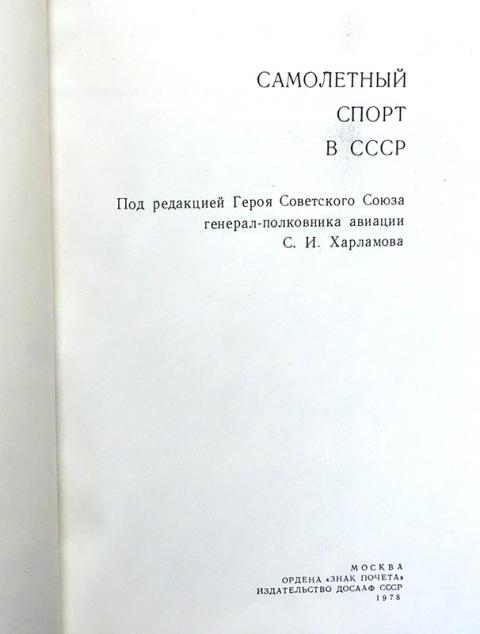 САМОЛЕТНЫЙ
СПОРТ
В СССР
Под редакцией Героя Советского Союза
генерал-полковника авиации
С. И. Харламова
МОСКВА
ОРДЕНА «ЗНАК ПОЧЕТА»
ИЗДАТЕЛЬСТВО ДОСААФ СССР
1978